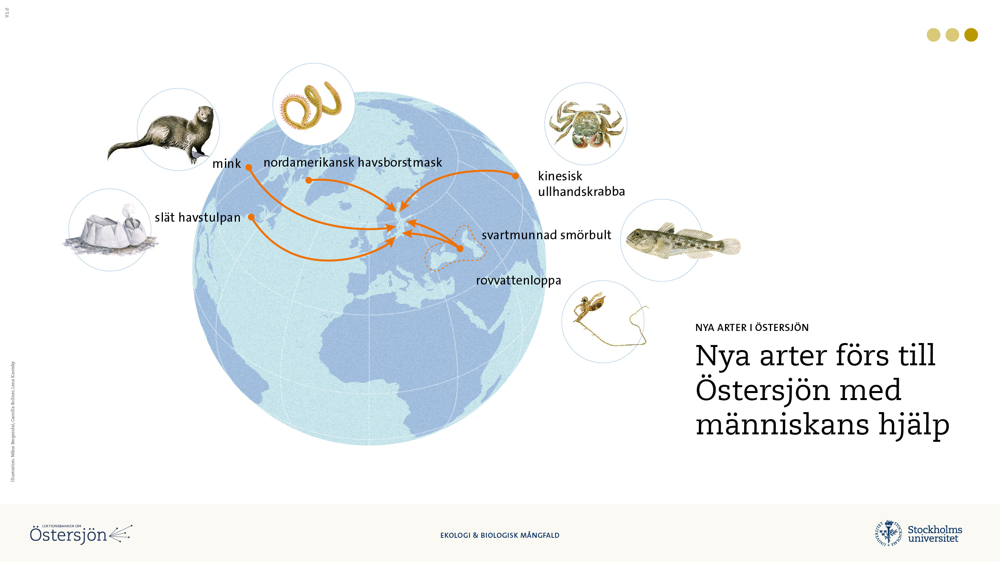 V1.0
mink
nordamerikansk havsborstmask
kinesisk
ullhandskrabba
slät havstulpan
svartmunnad smörbult
rovvattenloppa
NYA ARTER I ÖSTERSJÖN
Nya arter förs till
Östersjön med
människans hjälp
Illustration: Måns Bergendal, Camilla Bollner, Lena Kautsky
LEKTIONSBANKEN OM
Östersjön
EKOLOGI & BIOLOGISK MÅNGFALD
STOCKHOLMS UNIVERSITET
Stockholms
universitet